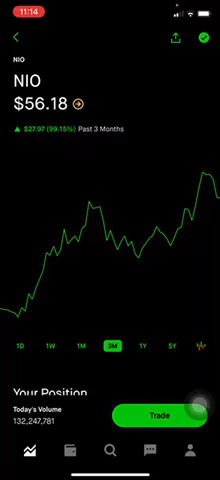 11:14
NIO
NIO
$56.18
▲ $27.97 (99.15%) Past 3 Months
1D 1W 1M 3M 1Y 5Y
Your Position
Today's Volume
132,247,781
Trade